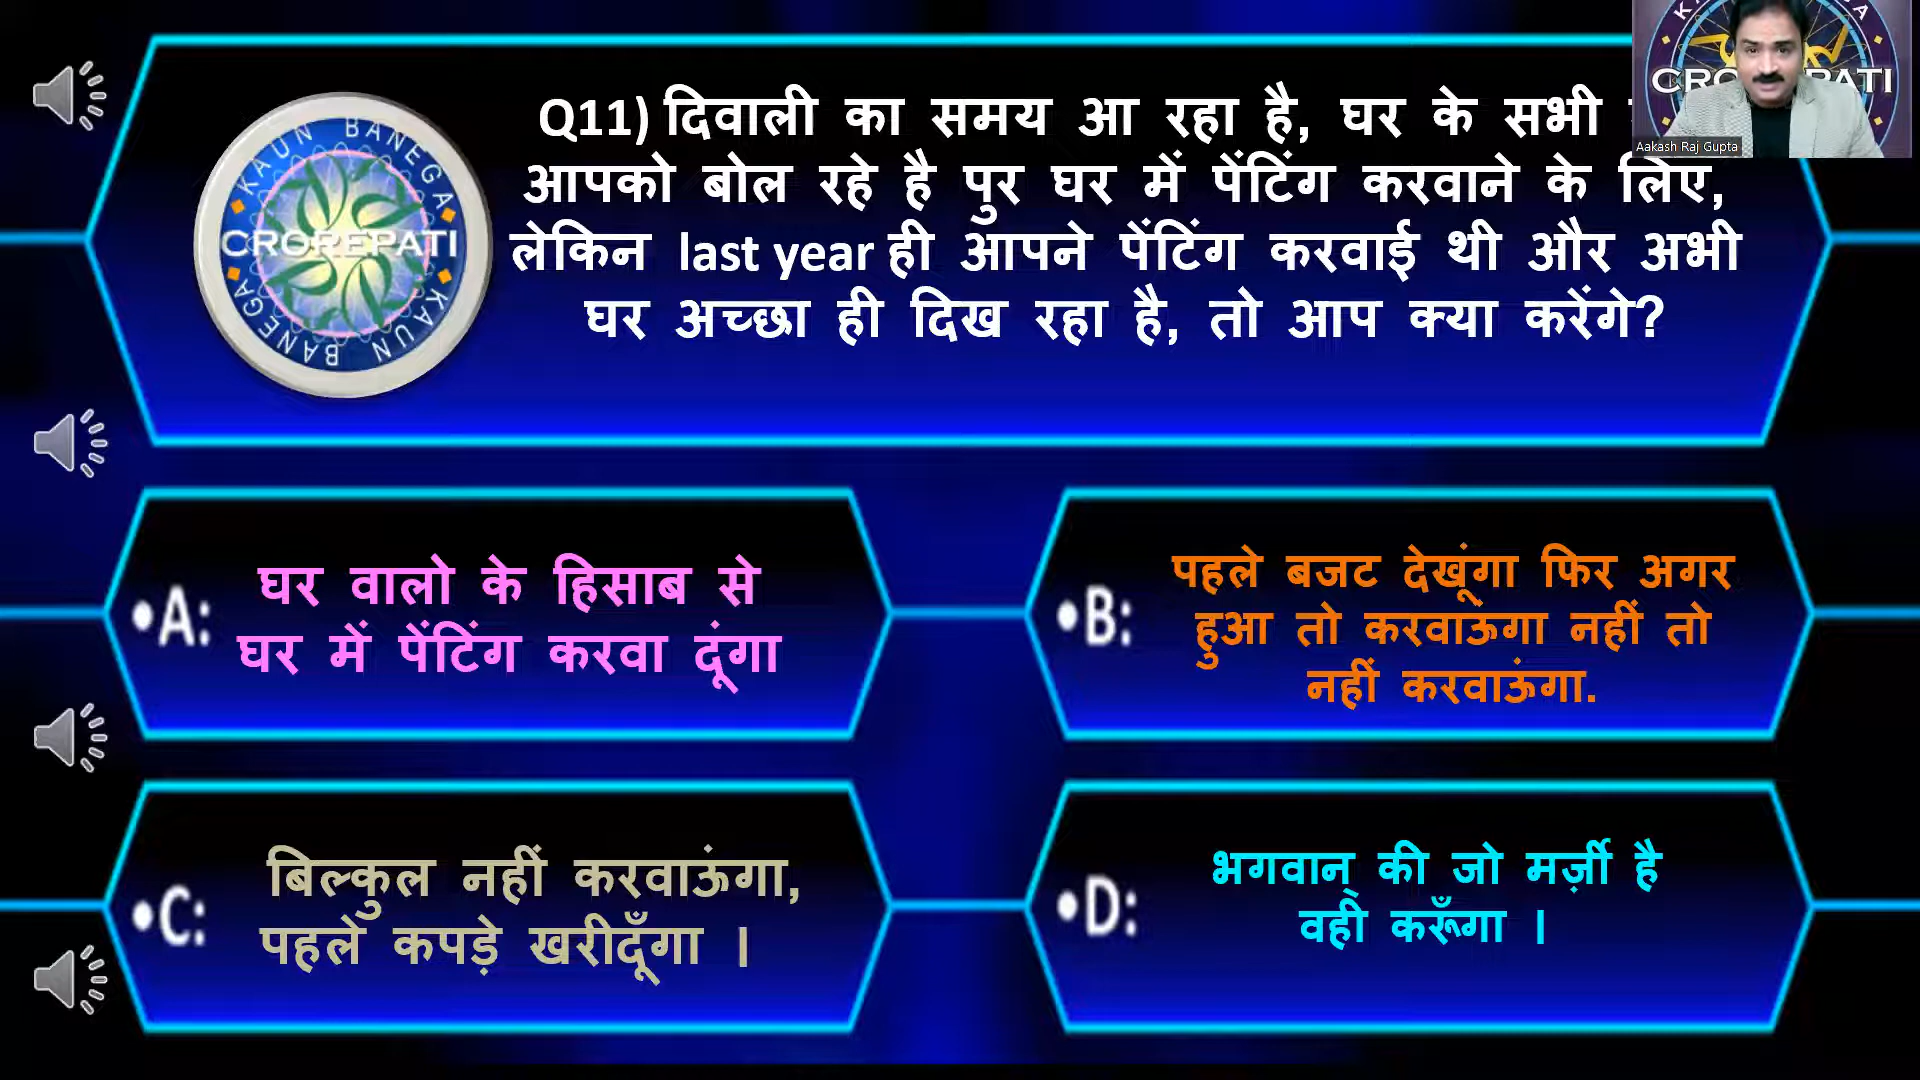 Q11) दिवाली का समय आ रहा है, घर के सभी
आपको बोल रहे है पुर घर में पेंटिंग करवाने के लिए,
लेकिन last year ही आपने पेंटिंग करवाई थी और अभी
घर अच्छा ही दिख रहा है, तो आप क्या करेंगे?
KAUN BANEGA
CROREPATI
KAUN BANEGA
Aakash Raj Gupta
•A:
घर वालो के हिसाब से
घर में पेंटिंग करवा दूंगा
•B:
पहले बजट देखूंगा फिर अगर
हुआ तो करवाऊंगा नहीं तो
नहीं करवाऊंगा.
•C:
बिल्कुल नहीं करवाऊंगा,
पहले कपड़े खरीदूँगा ।
•D:
भगवान् की जो मर्ज़ी है
वही करूँगा ।